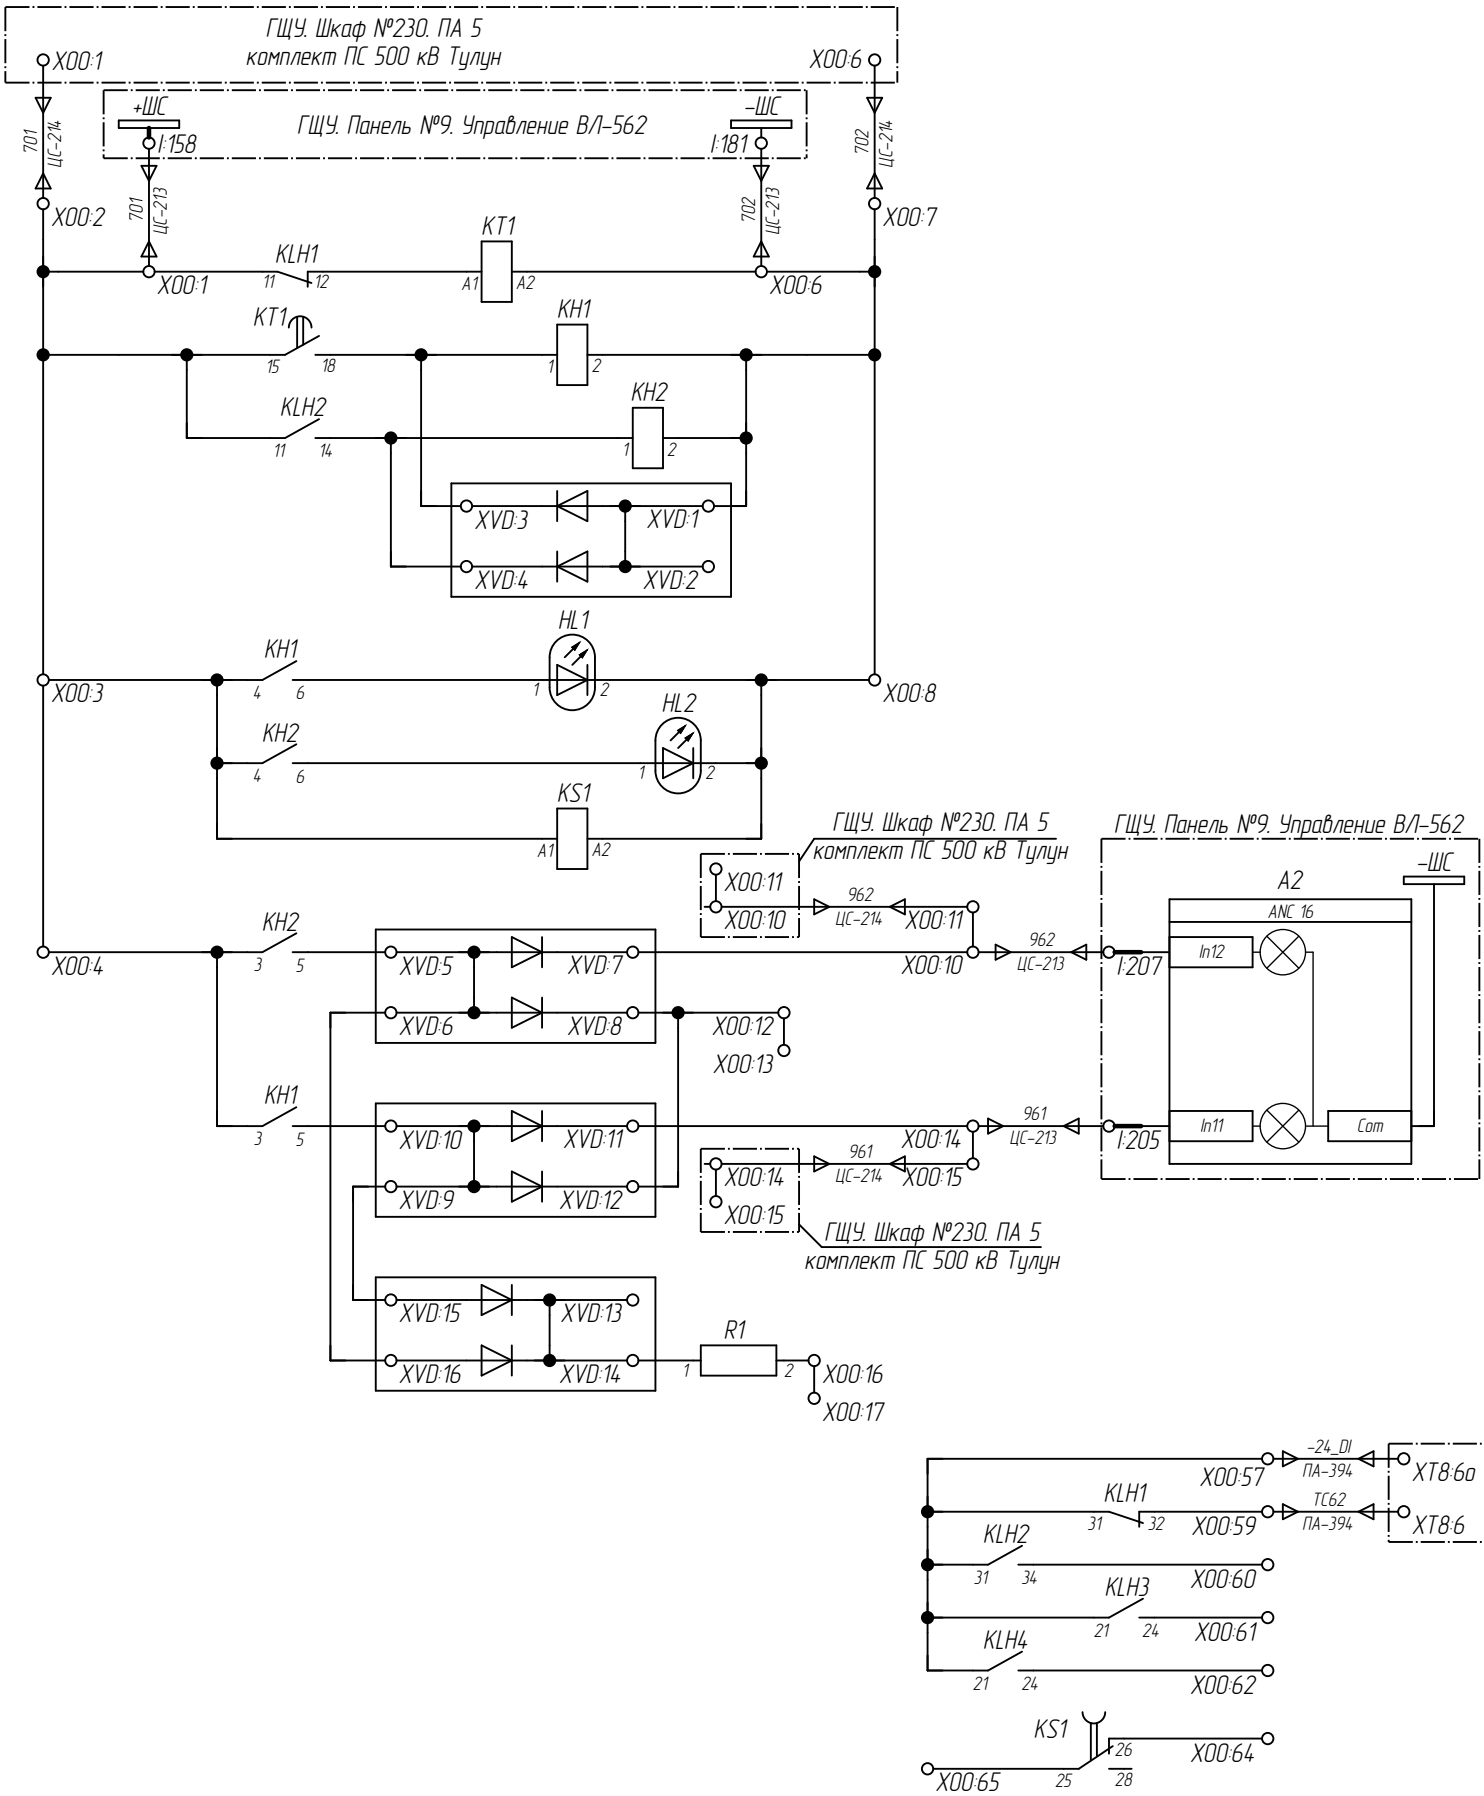 ГЩУ. Шкаф №230. ПА 5
комплект ПС 500 кВ Тулун
X00:1
X00:6
+ШС
ГЩУ. Панель №9. Управление ВЛ-562
-ШС
I:158
I:181
701
ЦС-214
701
ЦС-213
702
ЦС-213
702
ЦС-214
X00:2
X00:7
KLH1
KT1
11
12
A1
A2
X00:1
X00:6
KT1
KH1
15
18
1
2
KLH2
KH2
11
14
1
2
XVD:3
XVD:1
XVD:4
XVD:2
HL1
KH1
4
6
1
2
X00:3
X00:8
HL2
KH2
4
6
1
2
KS1
A1
A2
ГЩУ. Шкаф №230. ПА 5
комплект ПС 500 кВ Тулун
ГЩУ. Панель №9. Управление ВЛ-562
-ШС
X00:11
A2
X00:10
962
ЦС-214
X00:11
ANC 16
KH2
3
5
X00:4
XVD:5
XVD:7
X00:10
962
ЦС-213
I:207
In12
XVD:6
XVD:8
X00:12
X00:13
KH1
3
5
XVD:10
XVD:11
X00:14
961
ЦС-213
I:205
In11
Com
X00:14
961
ЦС-214
X00:15
XVD:9
XVD:12
X00:15
ГЩУ. Шкаф №230. ПА 5
комплект ПС 500 кВ Тулун
XVD:15
XVD:13
R1
XVD:16
XVD:14
1
2
X00:16
X00:17
X00:57
-24_DI
ПА-394
XT8:6a
KLH1
31
32
X00:59
TC62
ПА-394
XT8:6
KLH2
31
34
X00:60
KLH3
21
24
X00:61
KLH4
21
24
X00:62
KS1
26
X00:64
X00:65
25
28